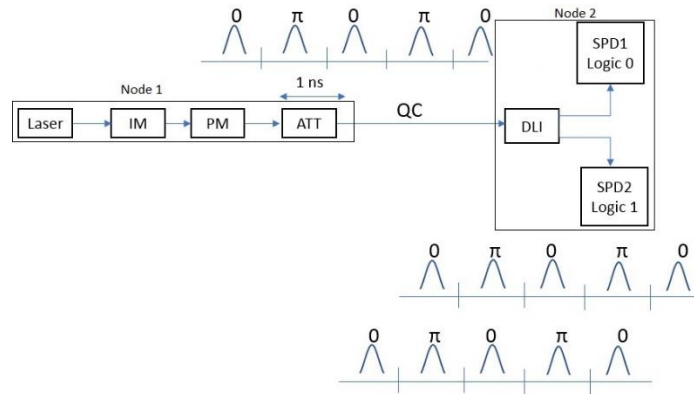 0 π 0 π 0
Node 2
SPD1
Logic 0
Node 1
1 ns
Laser
IM
PM
ATT
QC
DLI
SPD2
Logic 1
0 π 0 π 0
0 π 0 π 0